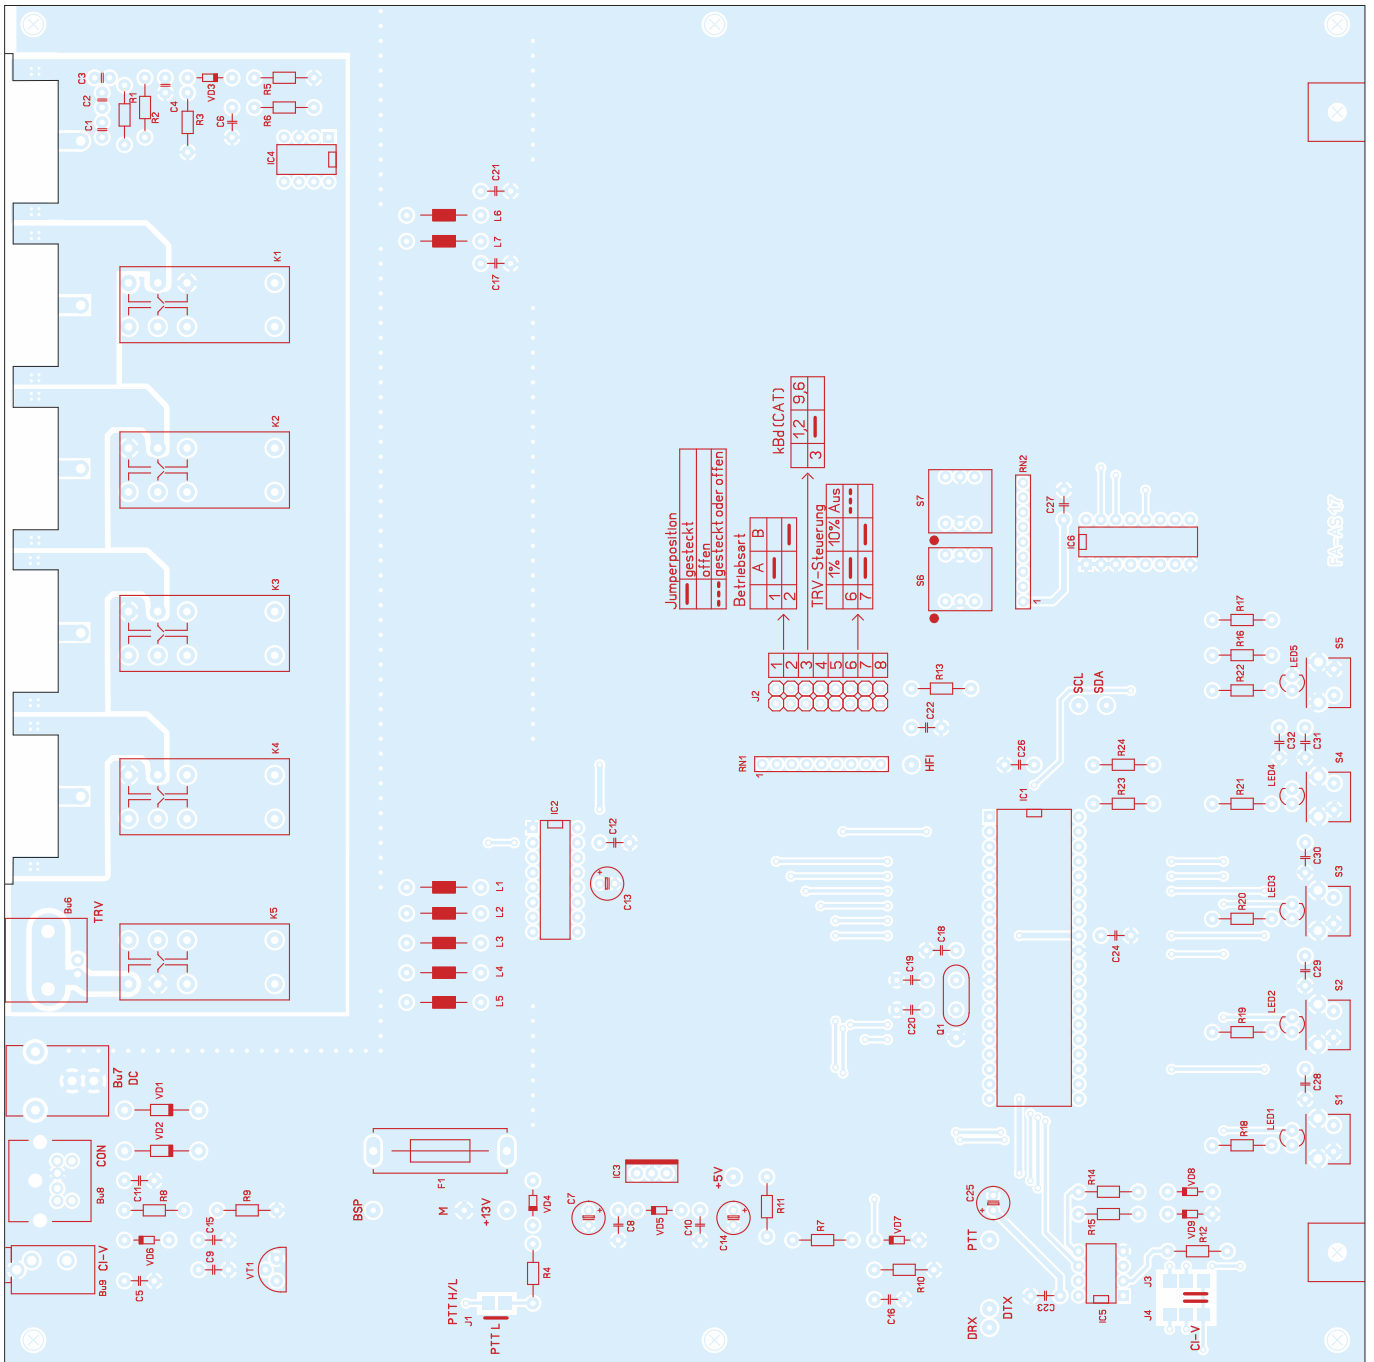 C3
C2
C1
R1
R2
C4
R3
VD3
C6
R5
R6
IC4
C21
L6
L7
C17
K1
K2
K3
K4
K5
Bu6
TRV
kBd(CAT)
1,2 9,6
3
Jumperposition
gesteckt
offen
gesteckt oder offen
Betriebsart
A B
1
2
TRV-Steuerung
1% 10% Aus
6
7
1
2
3
4
5
6
7
8
J2
S7
S6
RN2
1
C27
IC6
FA-AS17
R13
C22
RN1
1
HFI
SCL
SDA
R17
R16
R22
LED5
S5
C26
IC1
R24
R23
C32
C31
R21
LED4
S4
IC2
C12
C13
L1
L2
L3
L4
L5
C30
R20
LED3
S3
C18
C19
C20
Q1
C24
C29
R19
LED2
S2
Bu7
DC
VD1
VD2
CON
Bu8
C11
R8
R9
C28
R18
LED1
S1
CI-V
Bu9
VD6
C15
C9
C5
VT1
F1
BSP
M
+13V
VD4
R4
PTT H/L
J1
PTT L
IC3
C7
C8
VD5
C10
C14
+5V
R11
R7
VD7
R10
C16
C25
PTT
DTX
DRX
C23
R14
R15
IC5
VD8
VD9
R12
J3
J4
CI-V